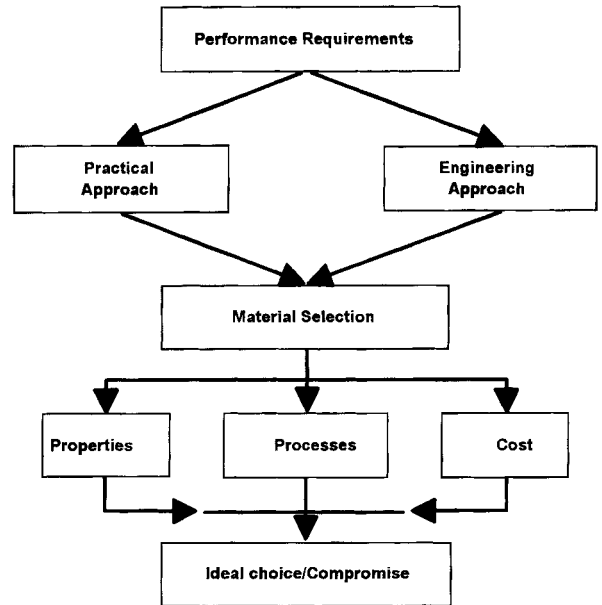 Performance Requirements
Practical
Approach
Engineering
Approach
Material Selection
Properties
Processes
Cost
Ideal choice/Compromise